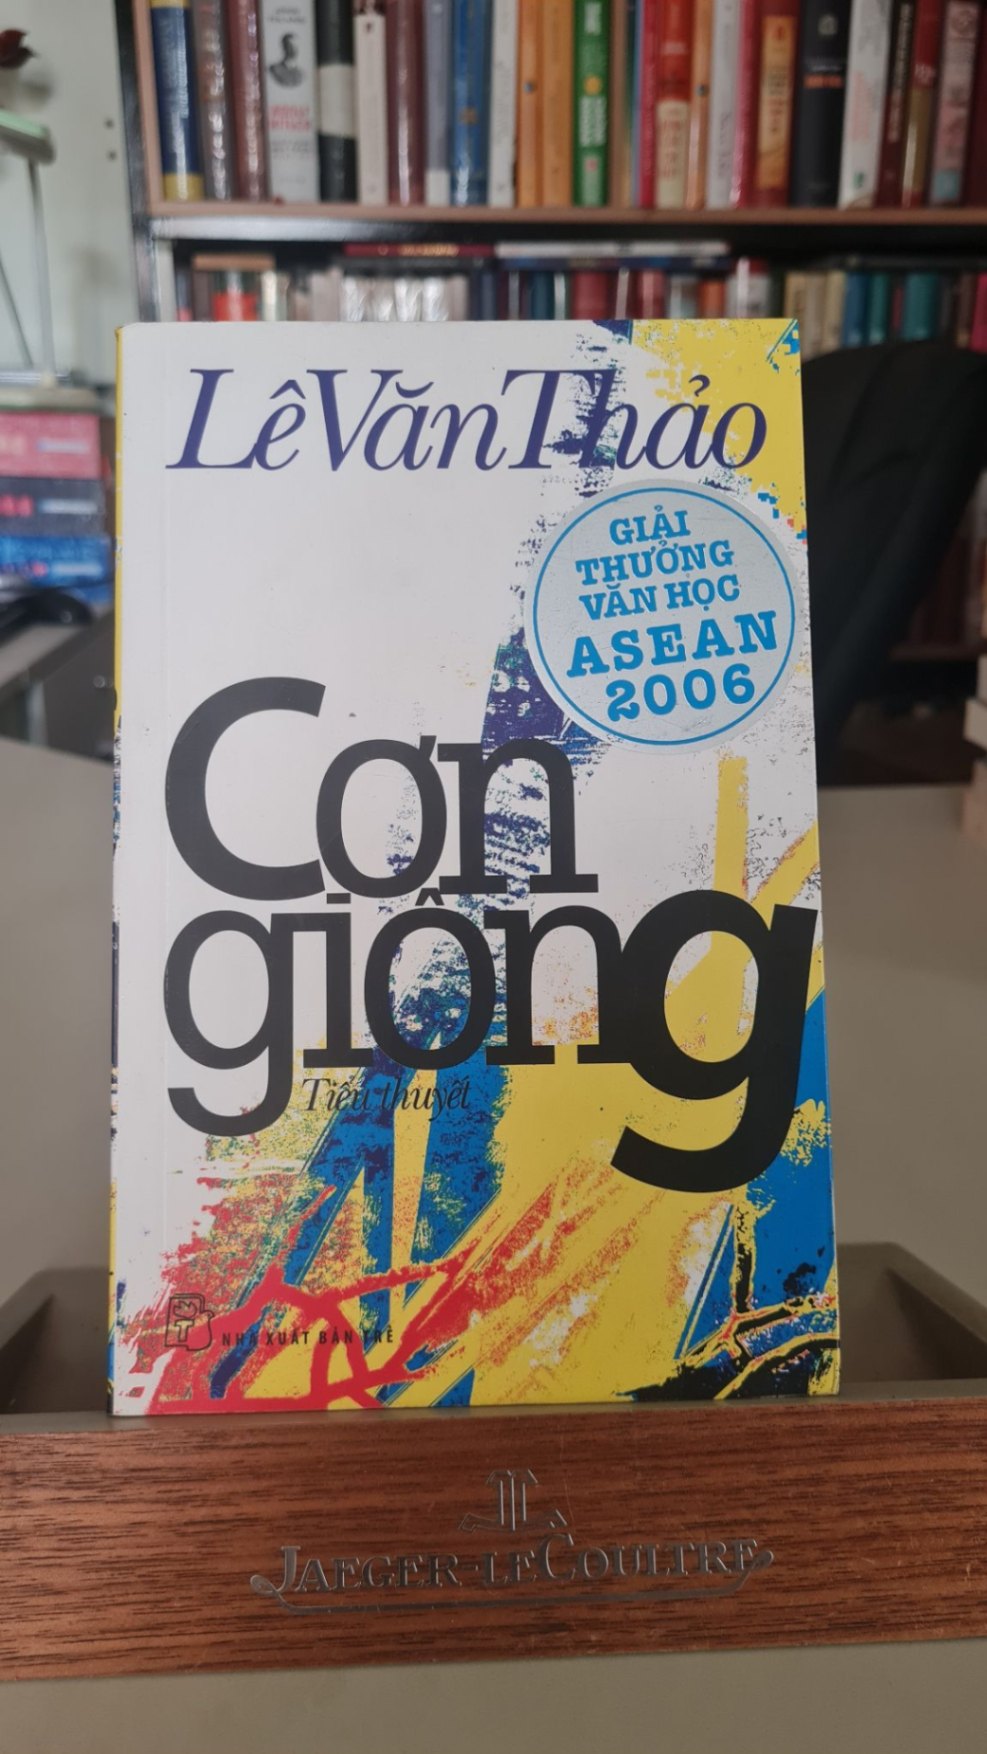 Lê Văn Thảo
GIẢI
THƯỞNG
VĂN HỌC
ASEAN
2006
Cơn
giông
Tiểu thuyết
NHÀ XUẤT BẢN TRẺ
JAEGER-LECOULTRE